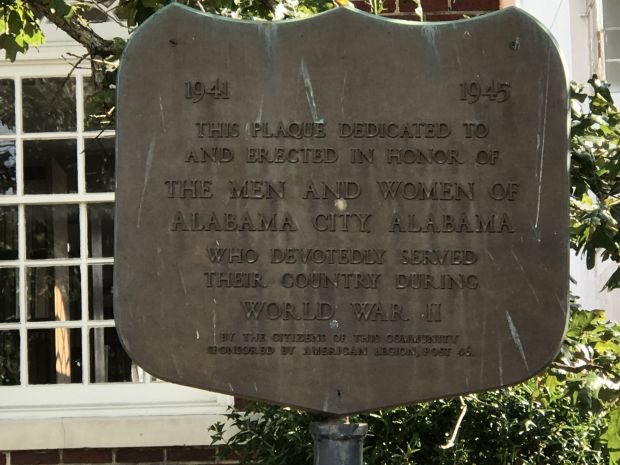 1941 1945
THIS PLAQUE DEDICATED TO
AND ERECTED IN HONOR OF
THE MEN AND WOMEN OF
ALABAMA CITY, ALABAMA
WHO DEVOTEDLY SERVED
THEIR COUNTRY DURING
WORLD WAR II
BY THE CITIZENS OF THIS COMMUNITY
SPONSORED BY AMERICAN LEGION, POST 46.